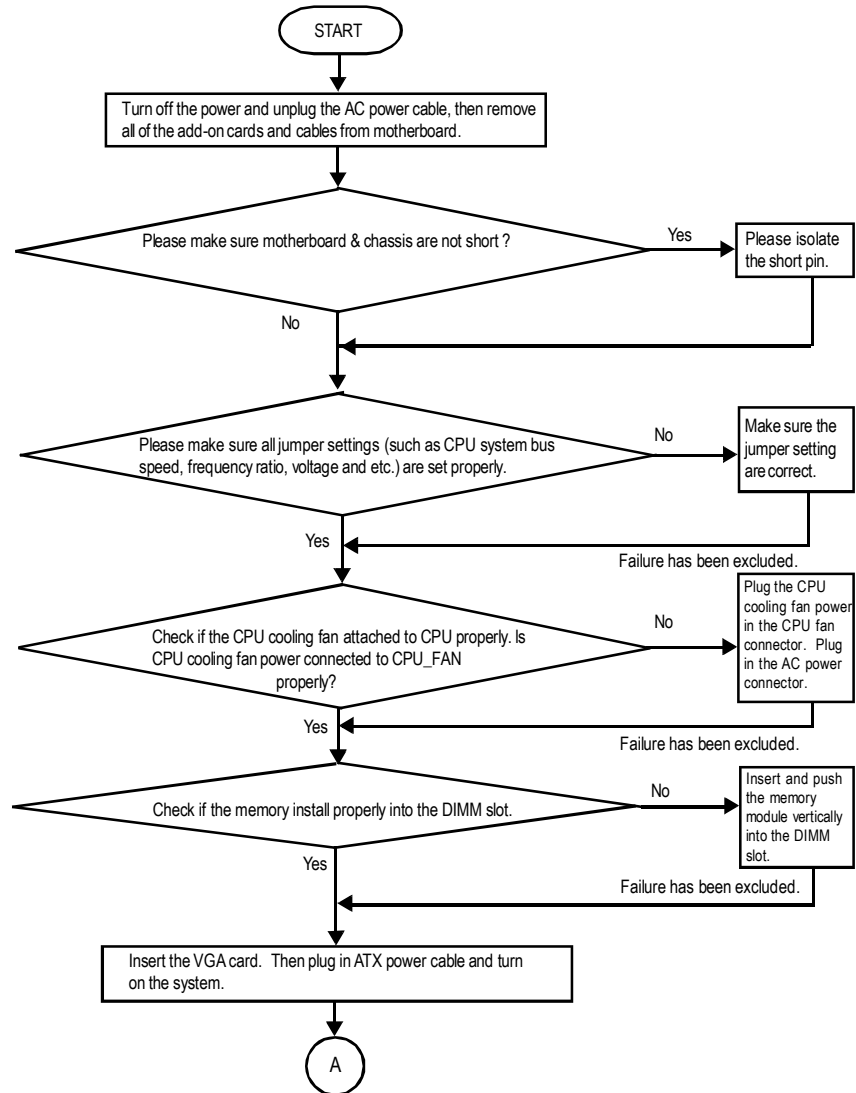 START
Turn off the power and unplug the AC power cable, then remove
all of the add-on cards and cables from motherboard.
Please make sure motherboard & chassis are not short ?
Yes
Please isolate
the short pin.
No
Please make sure all jumper settings (such as CPU system bus
speed, frequency ratio, voltage and etc.) are set properly.
No
Make sure the
jumper setting
are correct.
Yes
Failure has been excluded.
Check if the CPU cooling fan attached to CPU properly. Is
CPU cooling fan power connected to CPU_FAN
properly?
No
Plug the CPU
cooling fan power
in the CPU fan
connector. Plug
in the AC power
connector.
Yes
Failure has been excluded.
Check if the memory install properly into the DIMM slot.
No
Insert and push
the memory
module vertically
into the DIMM
slot.
Yes
Failure has been excluded.
Insert the VGA card. Then plug in ATX power cable and turn
on the system.
A